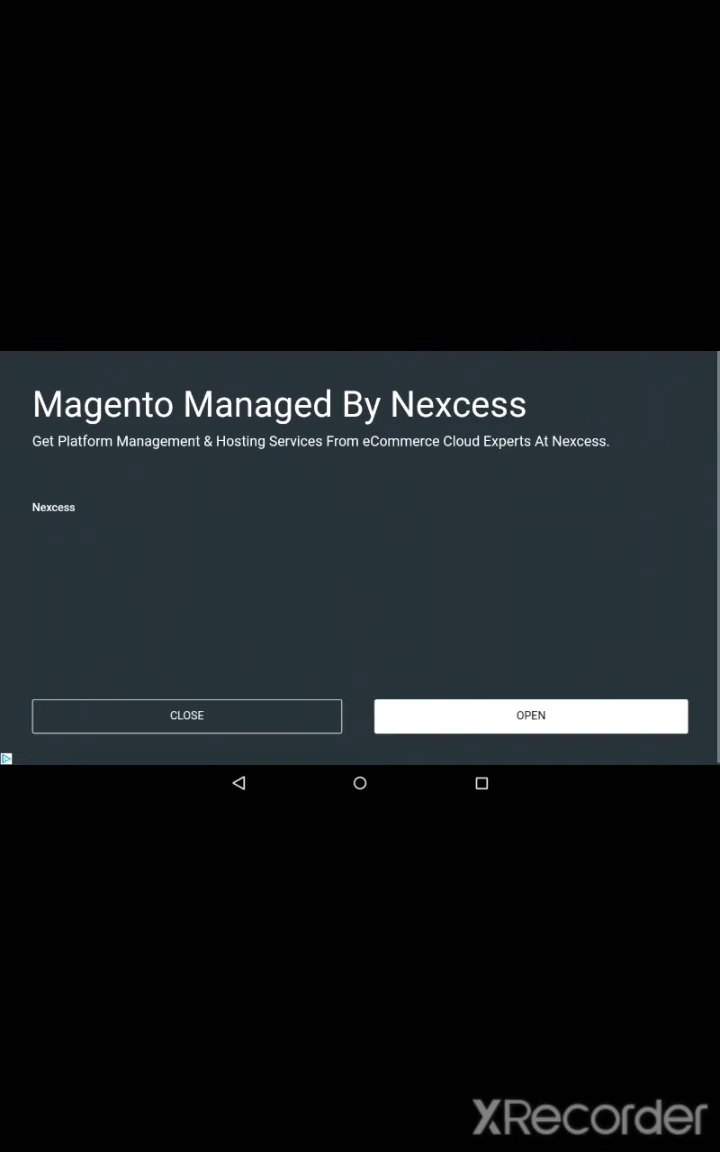 Magento Managed By Nexcess
Get Platform Management & Hosting Services From eCommerce Cloud Experts At Nexcess.
Nexcess
CLOSE
OPEN
XRecorder